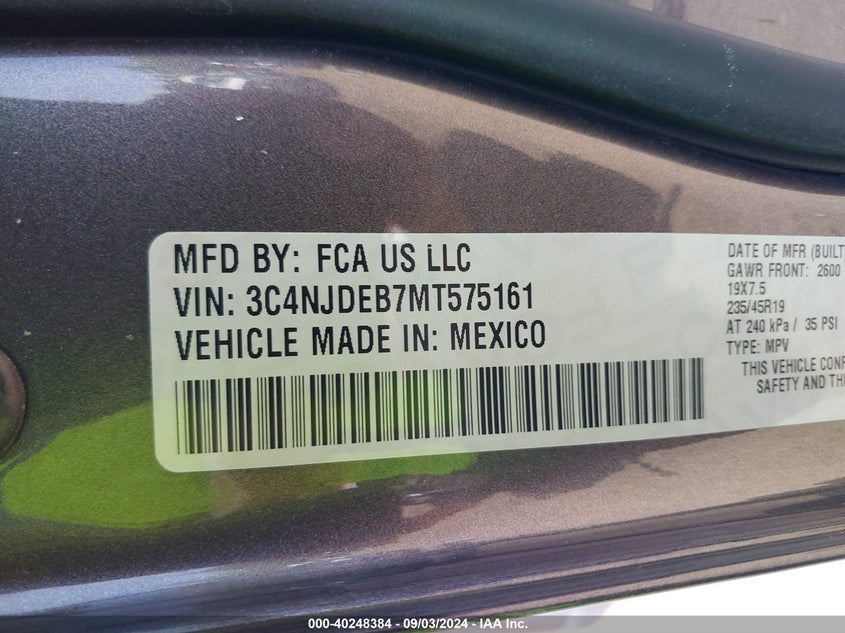 MFD BY: FCA US LLC
VIN: 3C4NJDEB7MT575161
VEHICLE MADE IN: MEXICO
DATE OF MFR (BUILT
GAWR FRONT: 2600
19X7.5
235/45R19
AT 240 kPa / 35 PSI
TYPE: MPV
THIS VEHICLE CONF
SAFETY AND THE
000-40248384 | 09/03/2024 | IAA Inc.